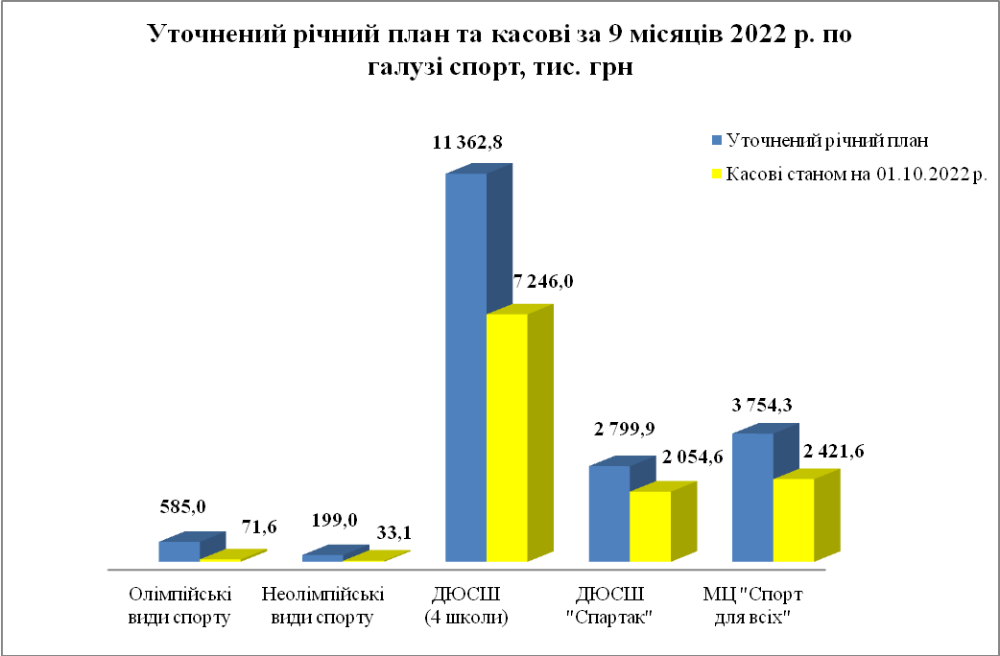 Уточнений річний план та касові за 9 місяців 2022 р. по
галузі спорт, тис. грн
Уточнений річний план
Касові станом на 01.10.2022 р.
11 362,8
7 246,0
3 754,3
2 799,9
2 054,6
2 421,6
585,0
71,6
199,0
33,1
Олімпійські
види спорту
Неолімпійські
види спорту
ДЮСШ
(4 школи)
ДЮСШ
"Спартак"
МЦ "Спорт
для всіх"